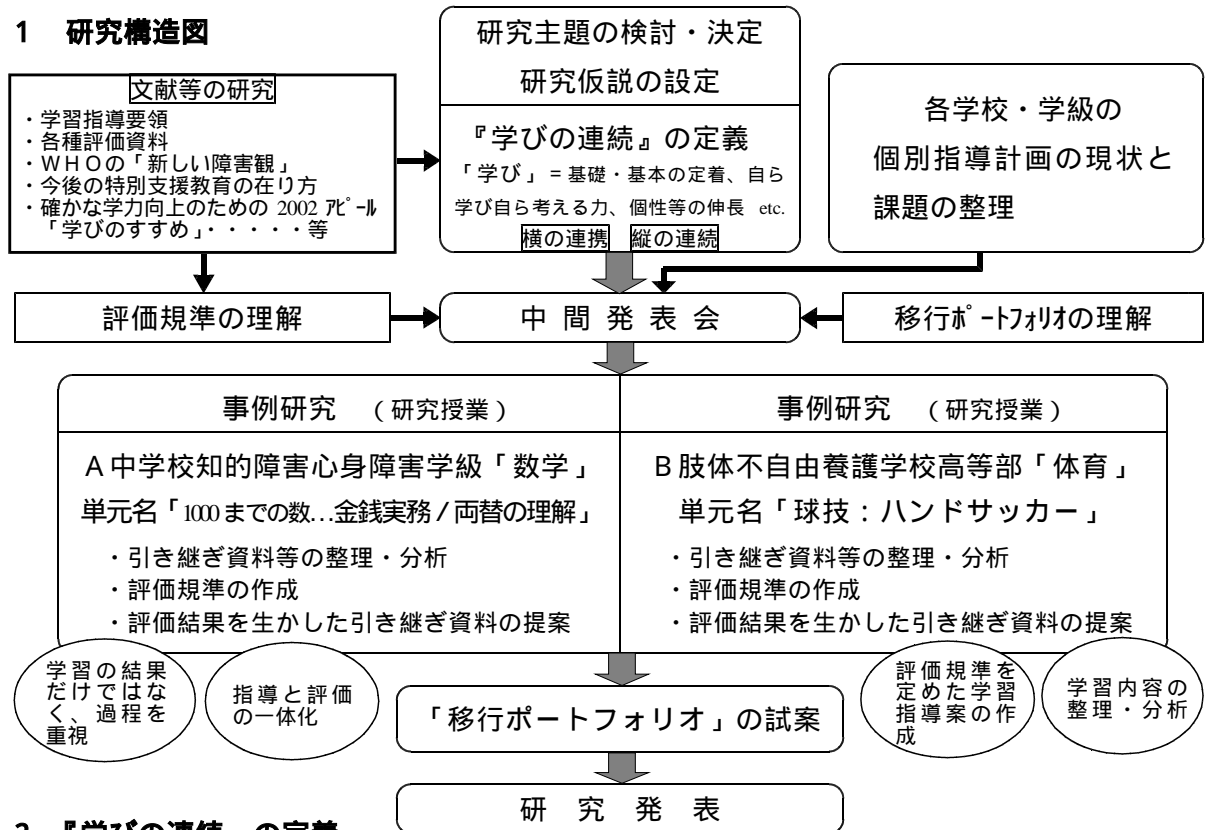 1 研究構造図
研究主題の検討・決定
研究仮説の設定
文献等の研究
・学習指導要領
・各種評価資料
・WHOの「新しい障害観」
・今後の特別支援教育の在り方
・確かな学力向上のための 2002 ｱﾋﾟｰﾙ
「学びのすすめ」・・・・・等
『学びの連続』の定義
「学び」= 基礎・基本の定着、自ら
学び自ら考える力、個性等の伸長 etc.
横の連携 縦の連続
各学校・学級の
個別指導計画の現状と
課題の整理
評価規準の理解
中間発表会
移行ﾎﾟｰﾄﾌｫﾘｵの理解
事例研究 (研究授業)
A中学校知的障害心身障害学級「数学」
単元名「1000までの数…金銭実務/両替の理解」
・引き継ぎ資料等の整理・分析
・評価規準の作成
・評価結果を生かした引き継ぎ資料の提案
事例研究 (研究授業)
B肢体不自由養護学校高等部「体育」
単元名「球技:ハンドサッカー」
・引き継ぎ資料等の整理・分析
・評価規準の作成
・評価結果を生かした引き継ぎ資料の提案
学習の結果
だけではな
く、過程を
重視
指導と評価
の一体化
「移行ポートフォリオ」の試案
評価規準を
定めた学習
指導案の作
成
学習内容の
整理・分析
研究発表
2 『学びの連続』の定義